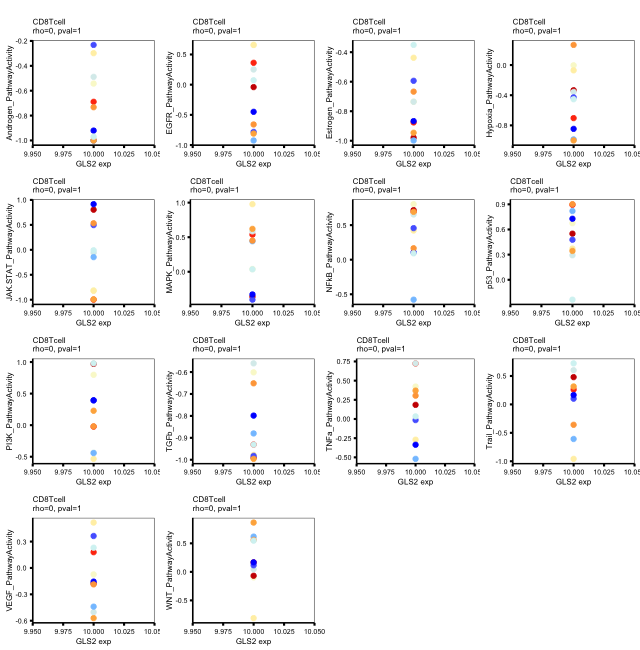 CD8Tcell
rho=0, pval=1
Androgen_PathwayActivity
-0.2
-0.4
-0.6
-0.8
-1.0
9.950 9.975 10.000 10.025 10.05
GLS2 exp
CD8Tcell
rho=0, pval=1
EGFR_PathwayActivity
0.5
0.0
-0.5
-1.0
9.950 9.975 10.000 10.025 10.05
GLS2 exp
CD8Tcell
rho=0, pval=1
Estrogen_PathwayActivity
-0.4
-0.6
-0.8
-1.0
9.950 9.975 10.000 10.025 10.05
GLS2 exp
CD8Tcell
rho=0, pval=1
Hypoxia_PathwayActivity
0.0
-0.4
-0.8
9.950 9.975 10.000 10.025 10.050
GLS2 exp
CD8Tcell
rho=0, pval=1
JAK.STAT_PathwayActivity
1.0
0.5
0.0
-0.5
-1.0
9.950 9.975 10.000 10.025 10.05
GLS2 exp
CD8Tcell
rho=0, pval=1
MAPK_PathwayActivity
1.0
0.5
0.0
9.950 9.975 10.000 10.025 10.05
GLS2 exp
CD8Tcell
rho=0, pval=1
NFkB_PathwayActivity
0.5
0.0
-0.5
9.950 9.975 10.000 10.025 10.05
GLS2 exp
CD8Tcell
rho=0, pval=1
p53_PathwayActivity
0.9
0.6
0.3
0.0
9.950 9.975 10.000 10.025 10.050
GLS2 exp
CD8Tcell
rho=0, pval=1
PI3K_PathwayActivity
1.0
0.5
0.0
-0.5
9.950 9.975 10.000 10.025 10.05
GLS2 exp
CD8Tcell
rho=0, pval=1
TGFb_PathwayActivity
-0.6
-0.7
-0.8
-0.9
-1.0
9.950 9.975 10.000 10.025 10.05
GLS2 exp
CD8Tcell
rho=0, pval=1
TNFa_PathwayActivity
0.75
0.50
0.25
0.00
-0.25
-0.50
9.950 9.975 10.000 10.025 10.05
GLS2 exp
CD8Tcell
rho=0, pval=1
Trail_PathwayActivity
0.5
0.0
-0.5
-1.0
9.950 9.975 10.000 10.025 10.050
GLS2 exp
CD8Tcell
rho=0, pval=1
VEGF_PathwayActivity
0.3
0.0
-0.3
-0.6
9.950 9.975 10.000 10.025 10.05
GLS2 exp
CD8Tcell
rho=0, pval=1
WNT_PathwayActivity
0.5
0.0
-0.5
9.950 9.975 10.000 10.025 10.050
GLS2 exp